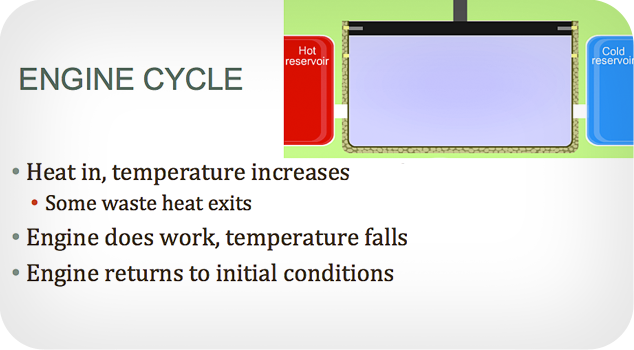 Hot
reservoir
Cold
reservoir
ENGINE CYCLE
• Heat in, temperature increases
• Some waste heat exits
• Engine does work, temperature falls
• Engine returns to initial conditions